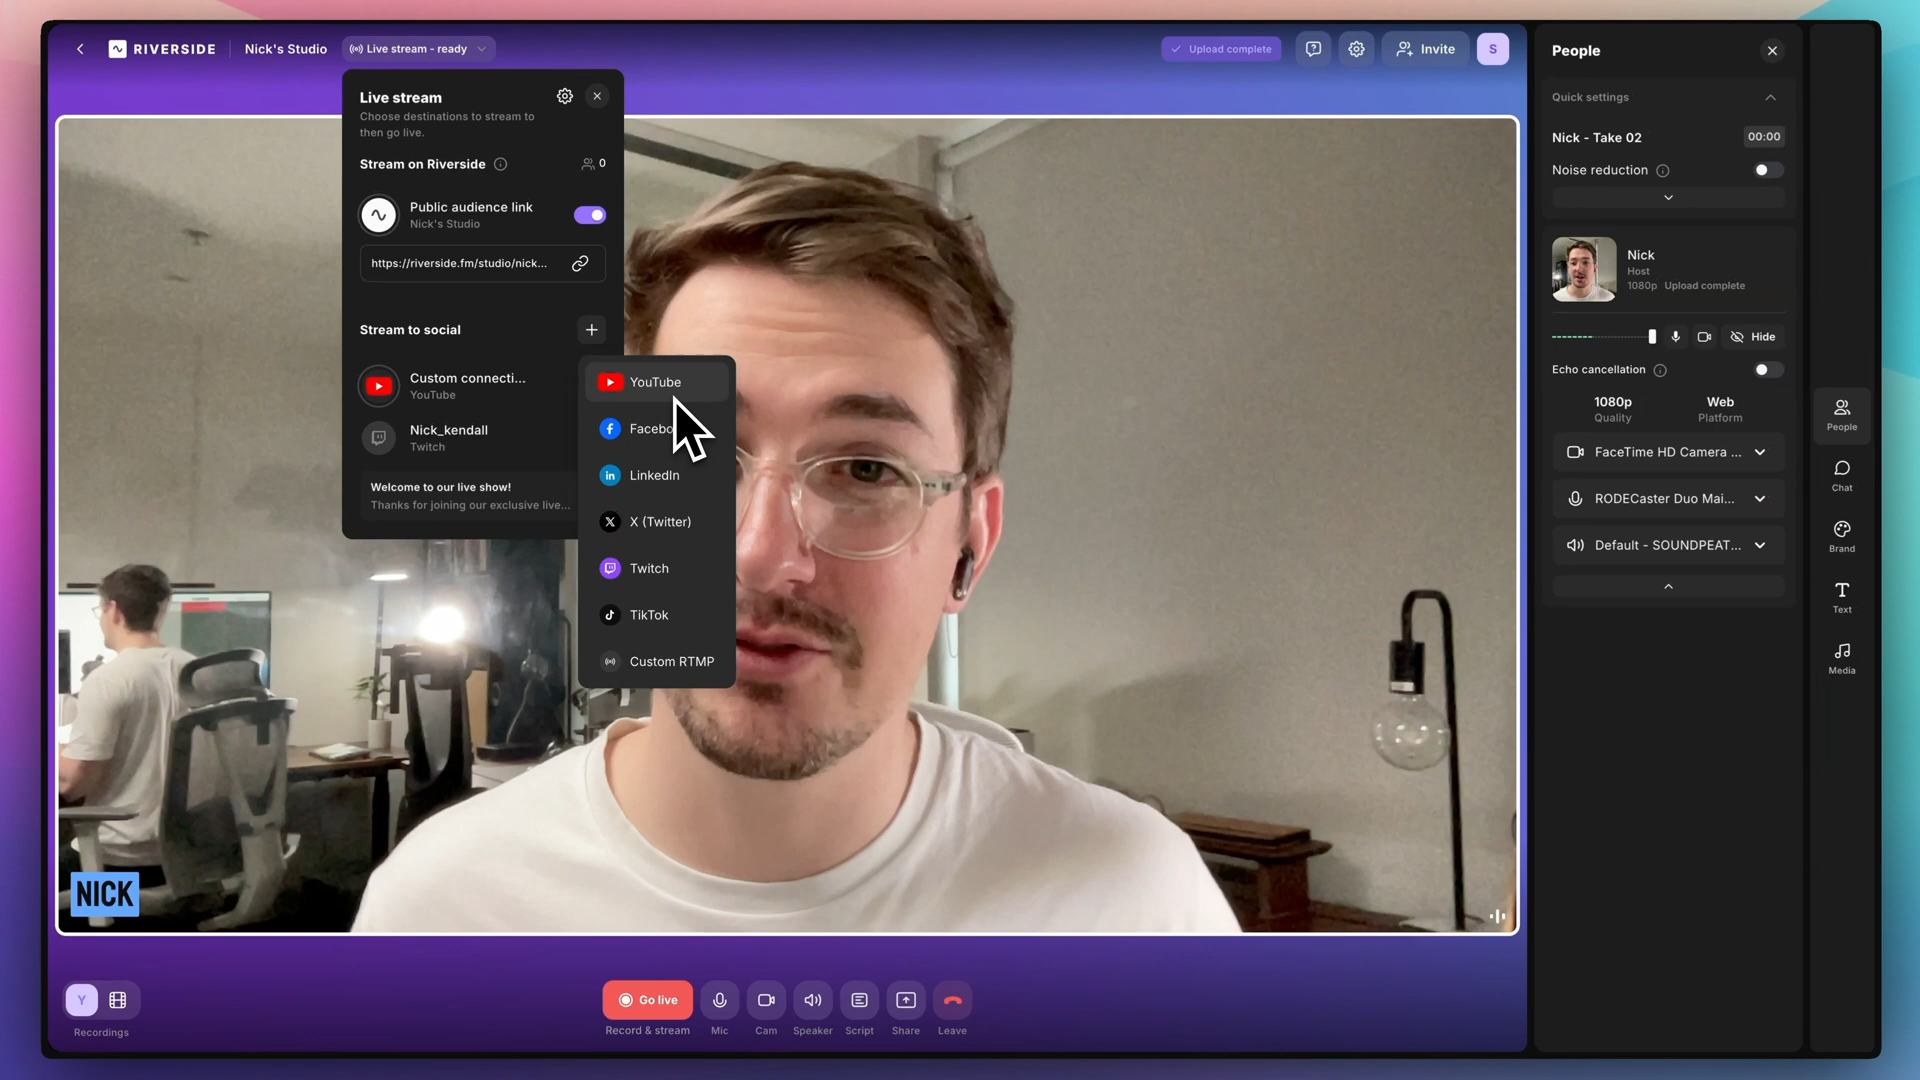 RIVERSIDE
Nick's Studio
Live stream - ready
Upload complete
Invite
S
Live stream
Choose destinations to stream to
then go live.
Stream on Riverside
0
Public audience link
Nick's Studio
https://riverside.fm/studio/nick...
Stream to social
Custom connecti...
YouTube
Nick_kendall
Twitch
Welcome to our live show!
Thanks for joining our exclusive live...
YouTube
Facebo
LinkedIn
X (Twitter)
Twitch
TikTok
Custom RTMP
NICK
Y
Recordings
Go live
Record & stream
Mic
Cam
Speaker
Script
Share
Leave
People
Quick settings
Nick - Take 02
00:00
Noise reduction
Nick
Host
1080p Upload complete
Hide
Echo cancellation
1080p
Quality
Web
Platform
FaceTime HD Camera ...
RODECaster Duo Mai...
Default - SOUNDPEAT...
People
Chat
Brand
Text
Media